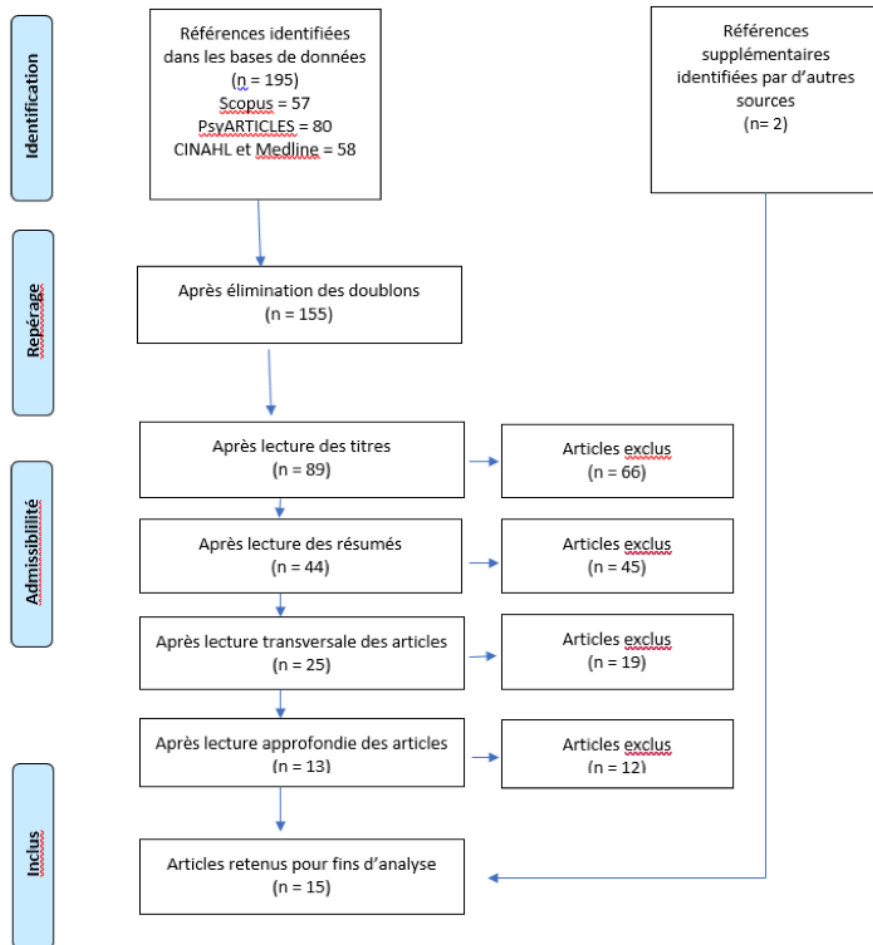 Identification
Références identifiées
dans les bases de données
(n = 195)
Scopus = 57
PsyARTICLES = 80
CINAHL et Medline = 58
Références
supplémentaires
identifiées par d’autres
sources
(n= 2)
Repérage
Après élimination des doublons
(n = 155)
Admissiblilité
Après lecture des titres
(n = 89)
Articles exclus
(n = 66)
Après lecture des résumés
(n = 44)
Articles exclus
(n = 45)
Après lecture transversale des articles
(n = 25)
Articles exclus
(n = 19)
Après lecture approfondie des articles
(n = 13)
Articles exclus
(n = 12)
Inclus
Articles retenus pour fins d’analyse
(n = 15)